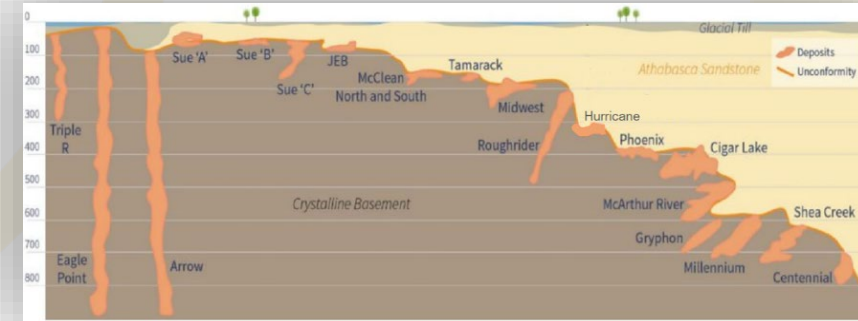 0
100
200
300
400
500
600
700
800
Glacial Till
Deposits
Unconformity
Athabasca Sandstone
Sue 'A'
Sue 'B'
Sue 'C'
JEB
McClean
North and South
Tamarack
Midwest
Hurricane
Triple
R
Roughrider
Phoenix
Cigar Lake
Crystalline Basement
McArthur River
Shea Creek
Gryphon
Eagle
Point
Arrow
Millennium
Centennial